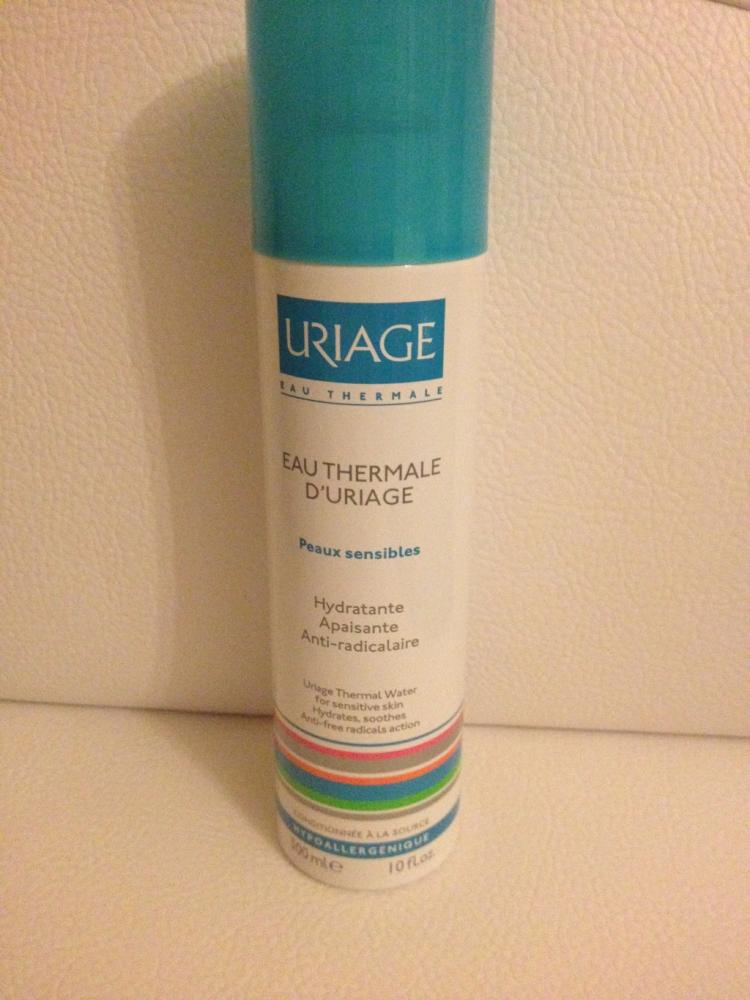 URIAGE
EAU THERMALE
EAU THERMALE
D'URIAGE
Peaux sensibles
Hydratante
Apaisante
Anti-radicalaire
Uriage Thermal Water
for sensitive skin
Hydrates, soothes
Anti-free radicals action
CONDITIONNÉE À LA SOURCE
HYPOALLERGÉNIQUE
300 ml ℮ 10 fl.oz.